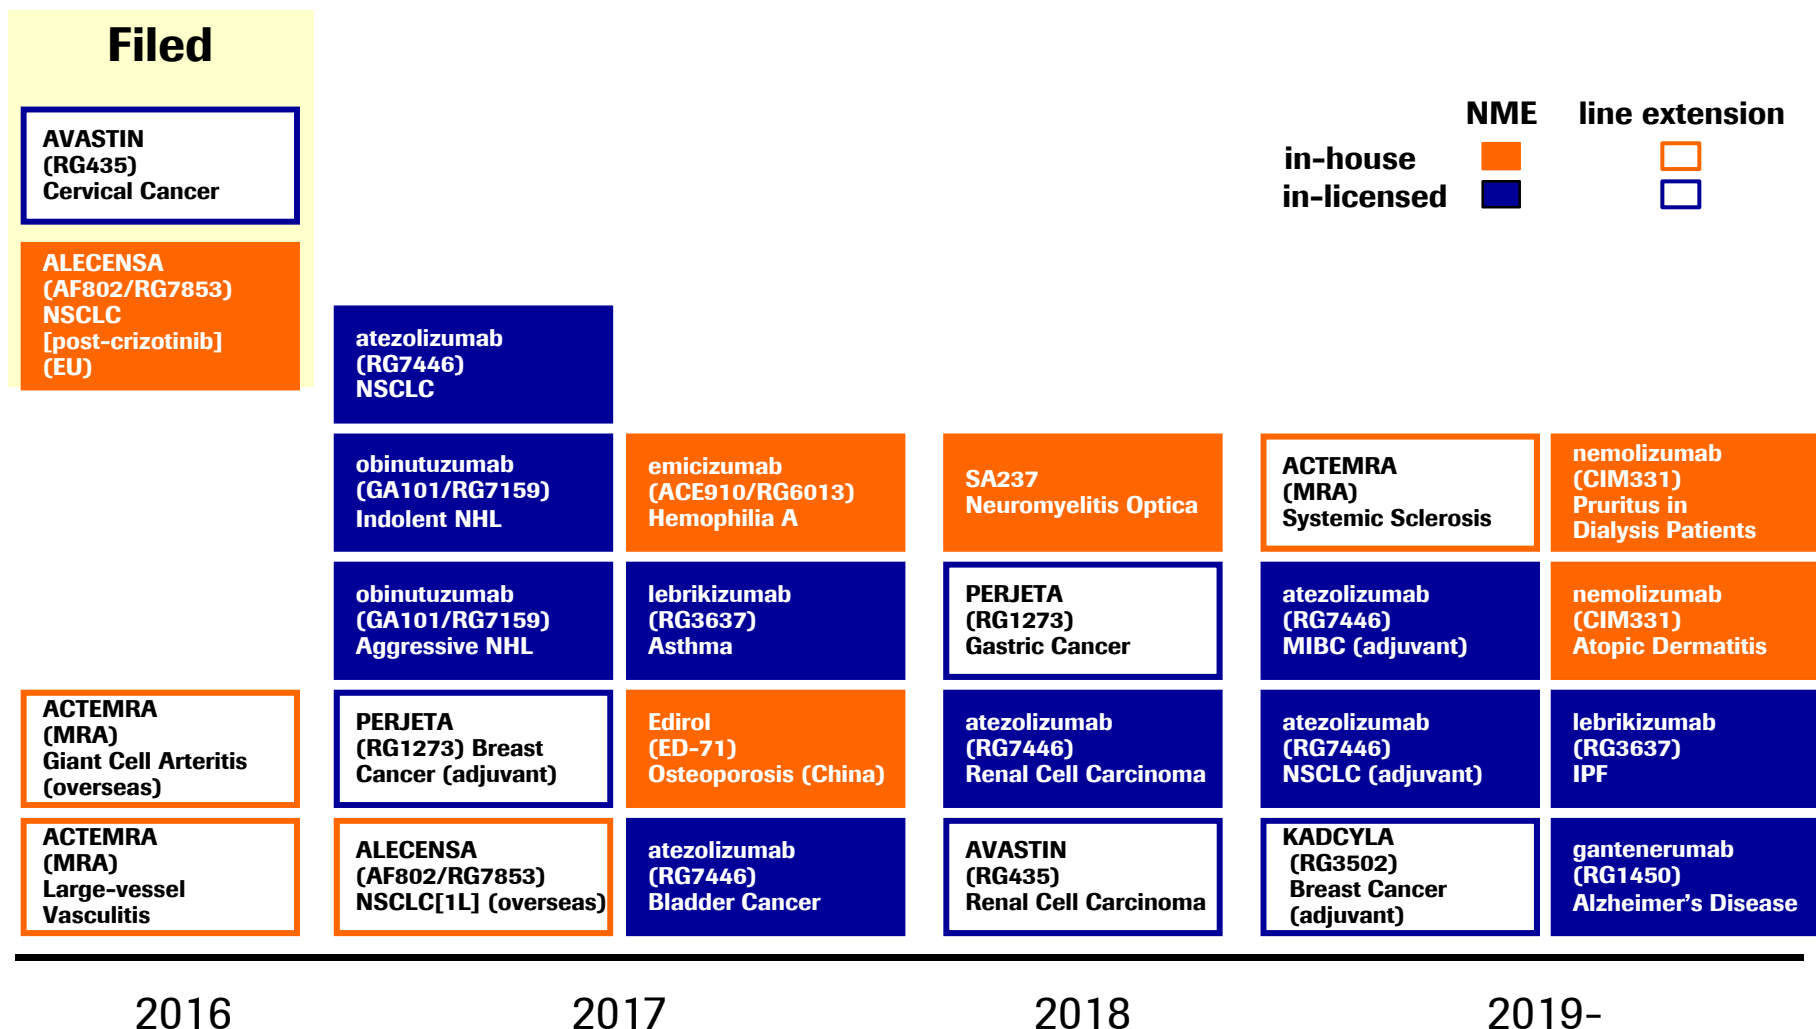 Filed
AVASTIN
(RG435)
Cervical Cancer
ALECENSA
(AF802/RG7853)
NSCLC
[post-crizotinib]
(EU)
ACTEMRA
(MRA)
Giant Cell Arteritis
(overseas)
ACTEMRA
(MRA)
Large-vessel
Vasculitis
NME line extension
in-house
in-licensed
atezolizumab
(RG7446)
NSCLC
obinutuzumab
(GA101/RG7159)
Indolent NHL
obinutuzumab
(GA101/RG7159)
Aggressive NHL
PERJETA
(RG1273) Breast
Cancer (adjuvant)
ALECENSA
(AF802/RG7853)
NSCLC[1L] (overseas)
emicizumab
(ACE910/RG6013)
Hemophilia A
lebrikizumab
(RG3637)
Asthma
Edirol
(ED-71)
Osteoporosis (China)
atezolizumab
(RG7446)
Bladder Cancer
SA237
Neuromyelitis Optica
PERJETA
(RG1273)
Gastric Cancer
atezolizumab
(RG7446)
Renal Cell Carcinoma
AVASTIN
(RG435)
Renal Cell Carcinoma
ACTEMRA
(MRA)
Systemic Sclerosis
atezolizumab
(RG7446)
MIBC (adjuvant)
atezolizumab
(RG7446)
NSCLC (adjuvant)
KADCYLA
(RG3502)
Breast Cancer
(adjuvant)
nemolizumab
(CIM331)
Pruritus in
Dialysis Patients
nemolizumab
(CIM331)
Atopic Dermatitis
lebrikizumab
(RG3637)
IPF
gantenerumab
(RG1450)
Alzheimer's Disease
2016 2017 2018 2019-